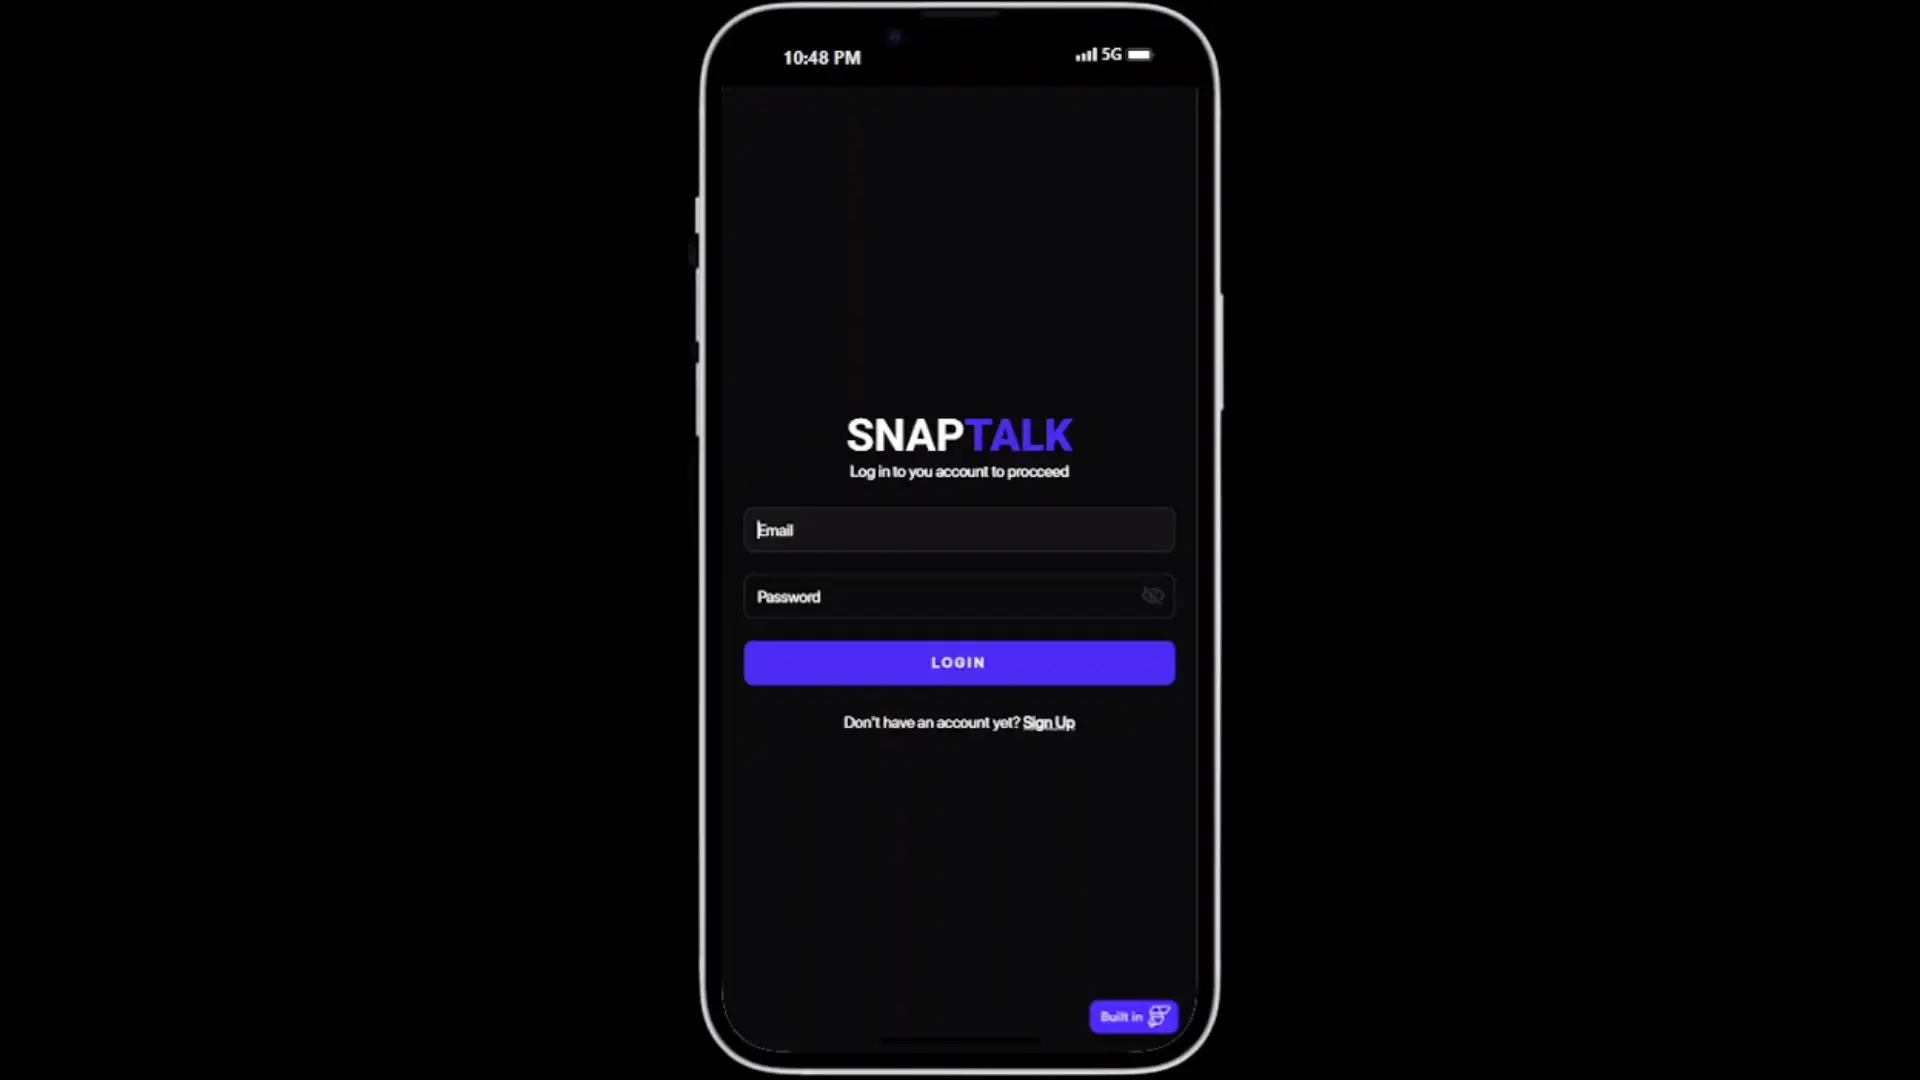 10:48 PM
5G
SNAPTALK
Log in to you account to procceed
Email
Password
LOGIN
Don't have an account yet? Sign Up
Built in